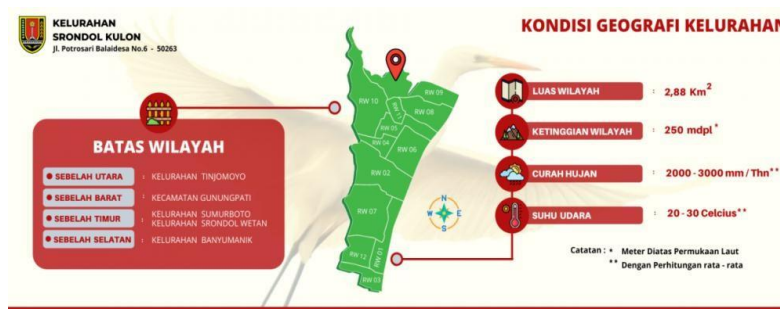 KELURAHAN
SRONDOL KULON
Jl. Potrosari Balaidesa No.6 - 50263
KONDISI GEOGRAFI KELURAHAN
BATAS WILAYAH
SEBELAH UTARA : KELURAHAN TINJOMOYO
SEBELAH BARAT : KECAMATAN GUNUNGPATI
SEBELAH TIMUR : KELURAHAN SUMURBOTO
KELURAHAN SRONDOL WETAN
SEBELAH SELATAN : KELURAHAN BANYUMANIK
RW 09
RW 10
RW 11
RW 08
RW 05
RW 04
RW 06
RW 02
RW 07
RW 01
RW 12
RW 03
N
W E
S
LUAS WILAYAH : 2,88 Km²
KETINGGIAN WILAYAH : 250 mdpl *
CURAH HUJAN : 2000 - 3000 mm / Thn**
SUHU UDARA : 20 - 30 Celcius**
Catatan : * Meter Diatas Permukaan Laut
** Dengan Perhitungan rata - rata